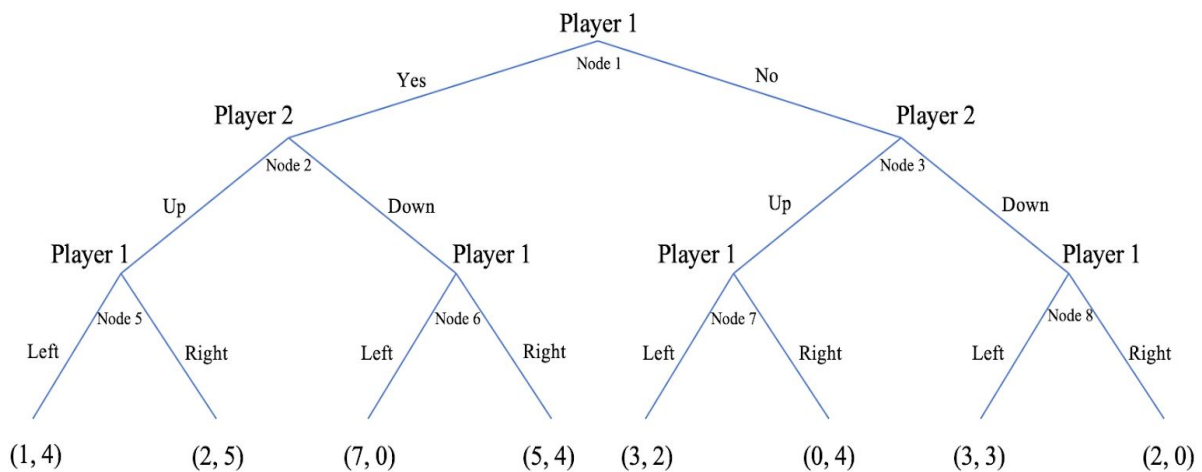 Player 1
Node 1
Yes
No
Player 2
Player 2
Node 2
Node 3
Up
Down
Up
Down
Player 1
Player 1
Player 1
Player 1
Node 5
Node 6
Node 7
Node 8
Left
Right
Left
Right
Left
Right
Left
Right
(1, 4)
(2, 5)
(7, 0)
(5, 4)
(3, 2)
(0, 4)
(3, 3)
(2, 0)